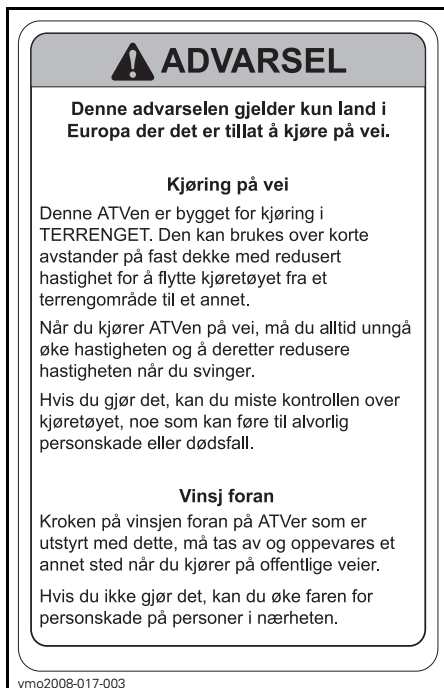 ADVARSEL
Denne advarselen gjelder kun land i
Europa der det er tillat å kjøre på vei.
Kjøring på vei
Denne ATVen er bygget for kjøring i
TERRENGET. Den kan brukes over korte
avstander på fast dekke med redusert
hastighet for å flytte kjøretøyet fra et
terrengområde til et annet.
Når du kjører ATVen på vei, må du alltid unngå
øke hastigheten og å deretter redusere
hastigheten når du svinger.
Hvis du gjør det, kan du miste kontrollen over
kjøretøyet, noe som kan føre til alvorlig
personskade eller dødsfall.
Vinsj foran
Kroken på vinsjen foran på ATVer som er
utstyrt med dette, må tas av og oppevares et
annet sted når du kjører på offentlige veier.
Hvis du ikke gjør det, kan du øke faren for
personskade på personer i nærheten.
vmo2008-017-003